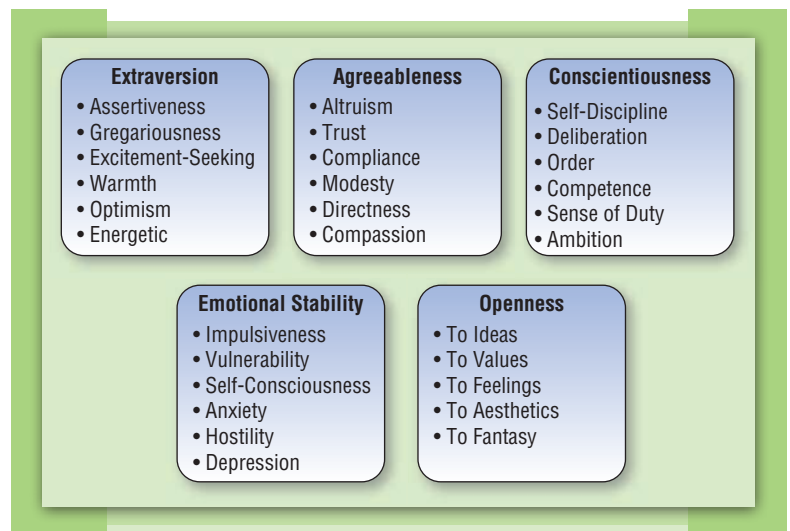 Extraversion
• Assertiveness
• Gregariousness
• Excitement-Seeking
• Warmth
• Optimism
• Energetic
Agreeableness
• Altruism
• Trust
• Compliance
• Modesty
• Directness
• Compassion
Conscientiousness
• Self-Discipline
• Deliberation
• Order
• Competence
• Sense of Duty
• Ambition
Emotional Stability
• Impulsiveness
• Vulnerability
• Self-Consciousness
• Anxiety
• Hostility
• Depression
Openness
• To Ideas
• To Values
• To Feelings
• To Aesthetics
• To Fantasy